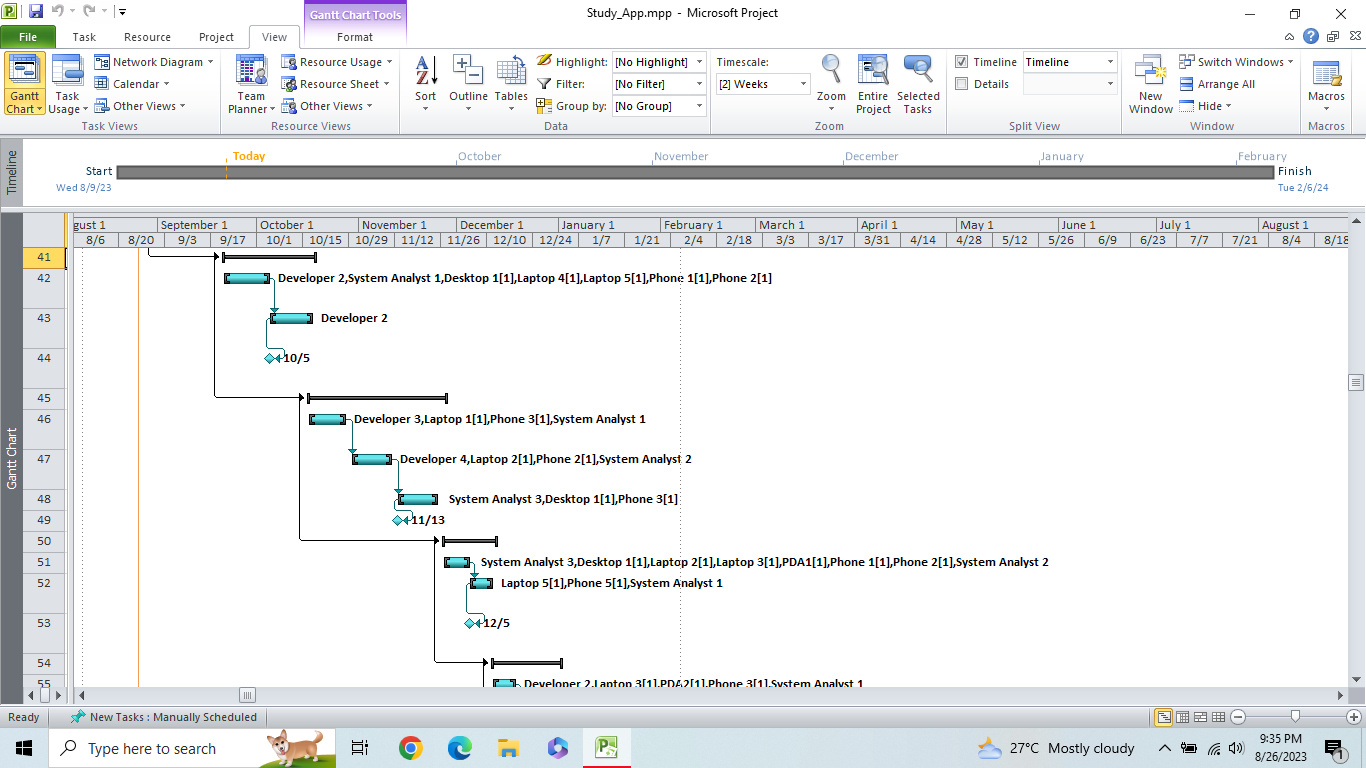 Study_App.mpp - Microsoft Project
Gantt Chart Tools
File Task Resource Project View Format
Gantt Chart
Task Usage
Network Diagram
Calendar
Other Views
Task Views
Team Planner
Resource Usage
Resource Sheet
Other Views
Resource Views
Sort
Outline
Tables
Highlight: [No Highlight]
Filter: [No Filter]
Group by: [No Group]
Data
Timescale:
[2] Weeks
Zoom
Entire Project
Selected Tasks
Zoom
Timeline Timeline
Details
Split View
New Window
Switch Windows
Arrange All
Hide
Window
Macros
Macros
Timeline
Today October November December January February
Start Finish
Wed 8/9/23 Tue 2/6/24
gust 1 September 1 October 1 November 1 December 1 January 1 February 1 March 1 April 1 May 1 June 1 July 1 August 1
8/6 8/20 9/3 9/17 10/1 10/15 10/29 11/12 11/26 12/10 12/24 1/7 1/21 2/4 2/18 3/3 3/17 3/31 4/14 4/28 5/12 5/26 6/9 6/23 7/7 7/21 8/4 8/18
Gantt Chart
41
42 Developer 2,System Analyst 1,Desktop 1[1],Laptop 4[1],Laptop 5[1],Phone 1[1],Phone 2[1]
43 Developer 2
44 10/5
45
46 Developer 3,Laptop 1[1],Phone 3[1],System Analyst 1
47 Developer 4,Laptop 2[1],Phone 2[1],System Analyst 2
48 System Analyst 3,Desktop 1[1],Phone 3[1]
49 11/13
50
51 System Analyst 3,Desktop 1[1],Laptop 2[1],Laptop 3[1],PDA1[1],Phone 1[1],Phone 2[1],System Analyst 2
52 Laptop 5[1],Phone 5[1],System Analyst 1
53 12/5
54
55 Developer 2,Laptop 3[1],PDA2[1],Phone 3[1],System Analyst 1
Ready New Tasks : Manually Scheduled
Type here to search
27°C Mostly cloudy
9:35 PM
8/26/2023
1